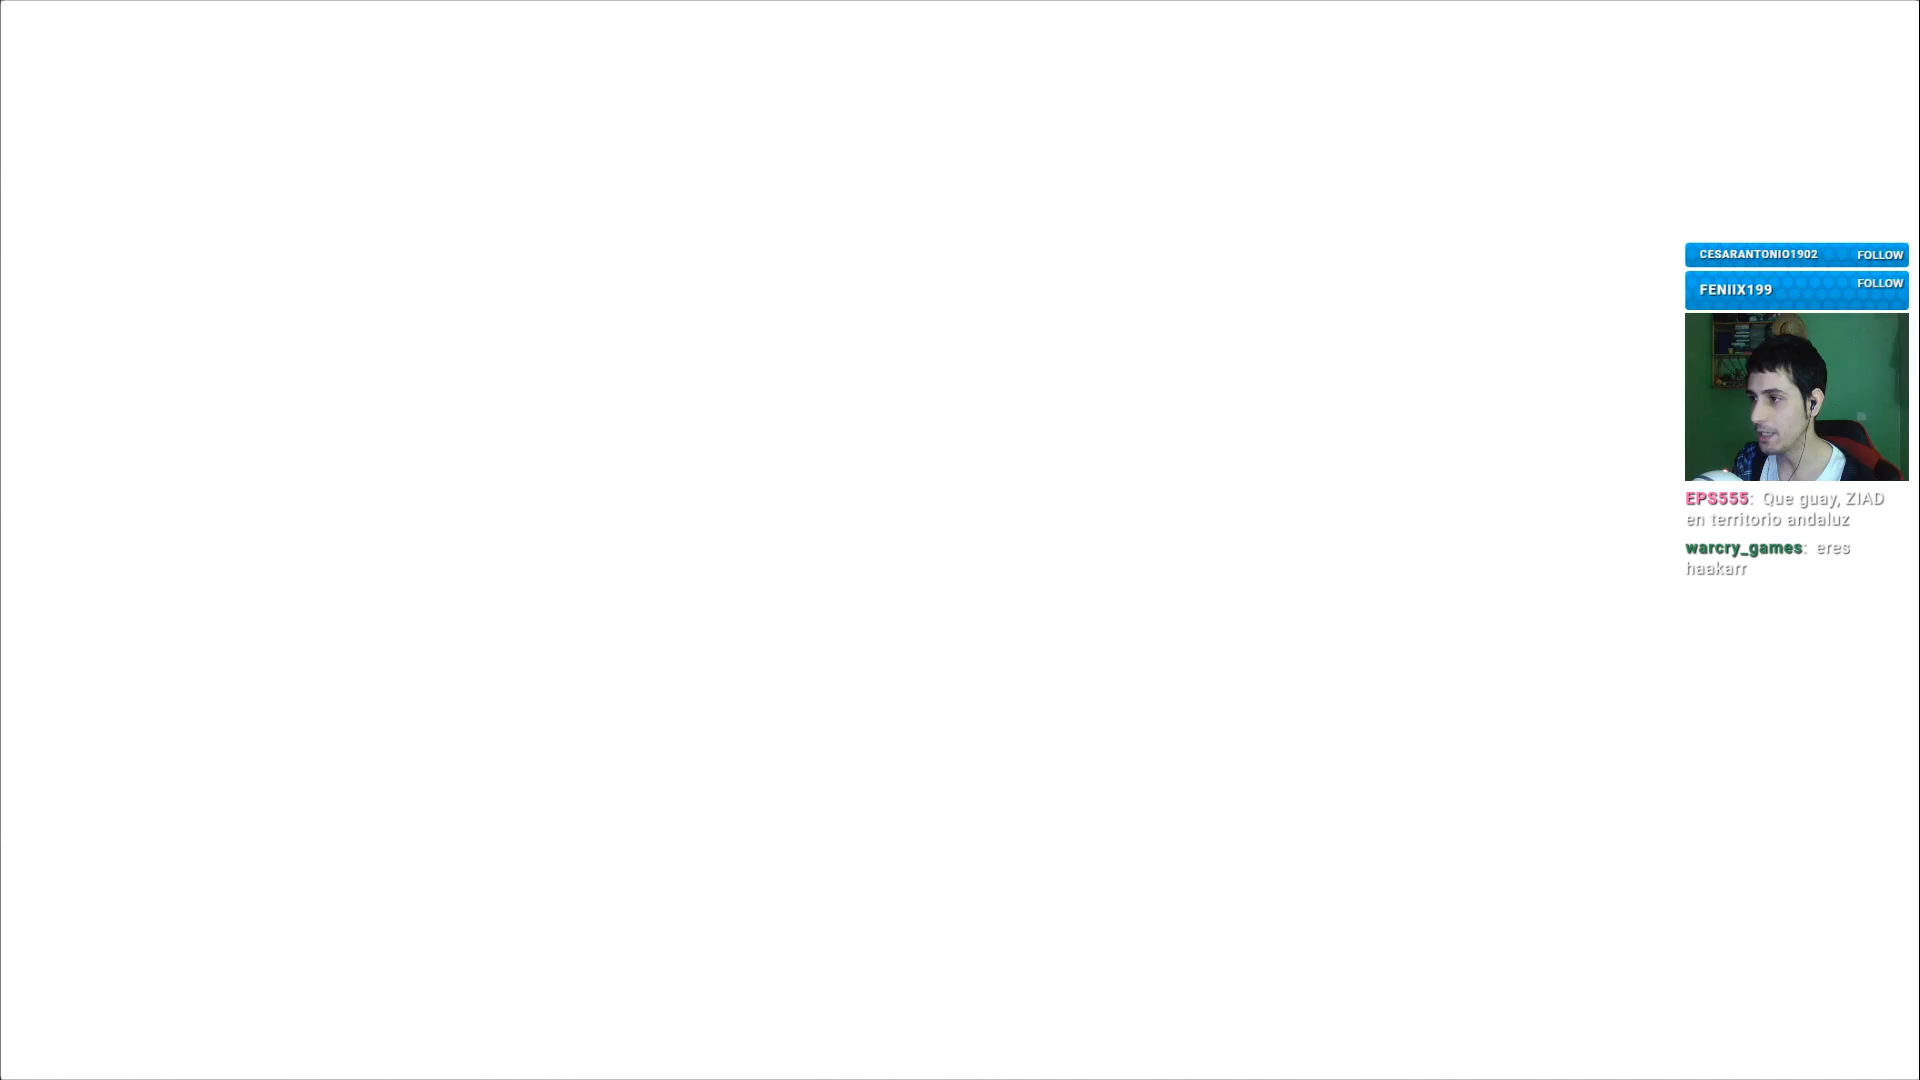 CESARANTONIO1902 FOLLOW
FENIIX199 FOLLOW
EPS555: Que guay, ZIAD
en territorio andaluz
warcry_games: eres
haakarr